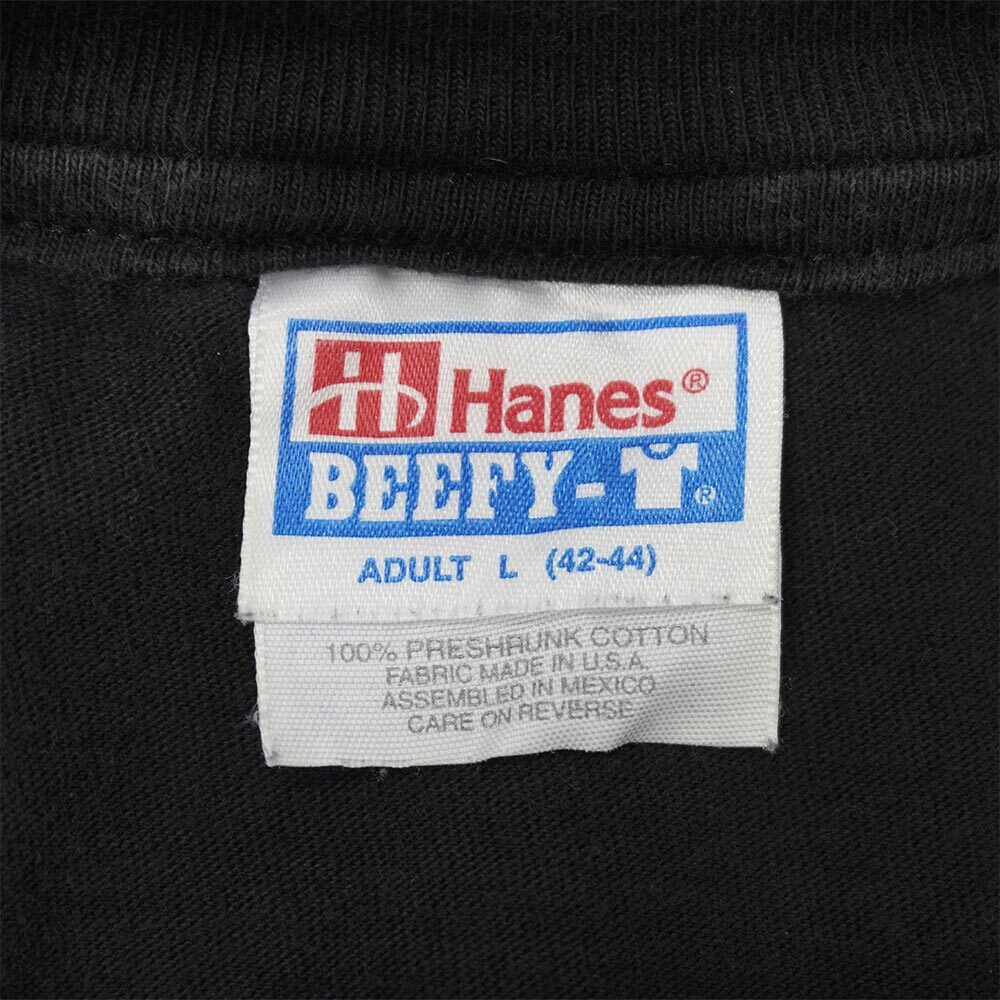 Hanes®
BEEFY-T®
ADULT L (42-44)
100% PRESHRUNK COTTON
FABRIC MADE IN U.S.A.
ASSEMBLED IN MEXICO
CARE ON REVERSE